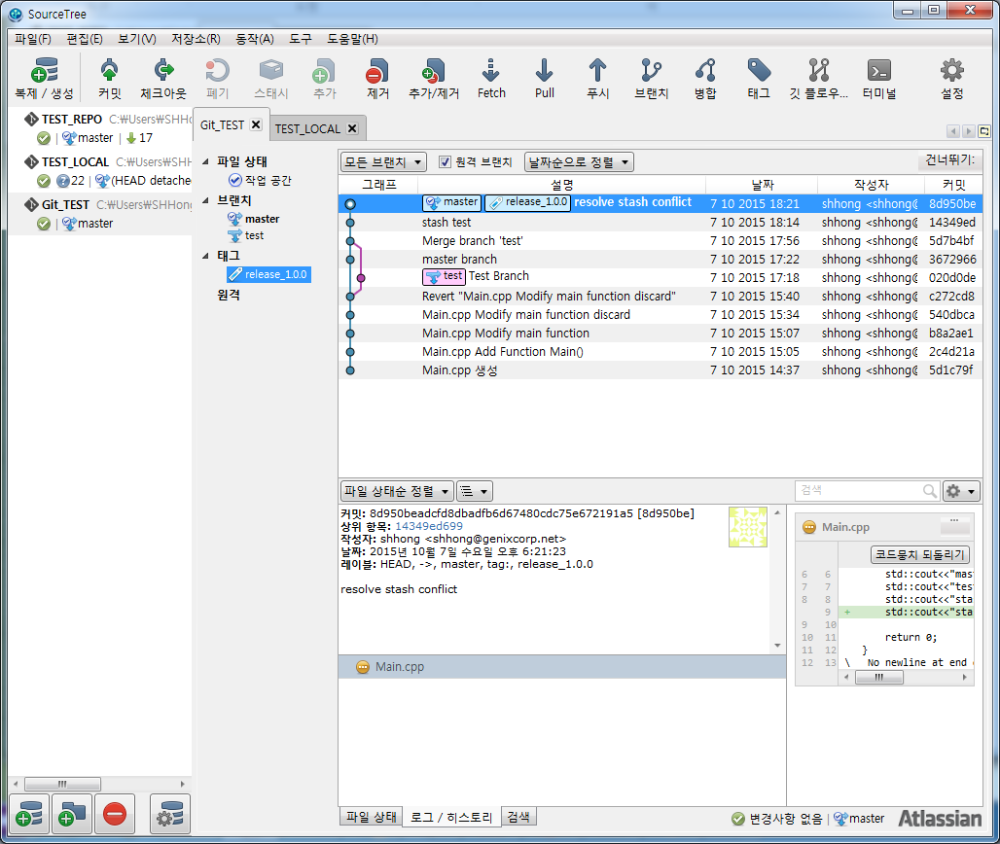 SourceTree
파일(F) 편집(E) 보기(V) 저장소(R) 동작(A) 도구 도움말(H)
복제 / 생성 커밋 체크아웃 폐기 스태시 추가 제거 추가/제거 Fetch Pull 푸시 브랜치 병합 태그 깃 플로우... 터미널 설정
TEST_REPO C:₩Users₩SHHo
master 17
TEST_LOCAL C:₩Users₩SHH
22 (HEAD detache
Git_TEST C:₩Users₩SHHong
master
Git_TEST TEST_LOCAL
파일 상태
작업 공간
브랜치
master
test
태그
release_1.0.0
원격
모든 브랜치 원격 브랜치 날짜순으로 정렬 건너뛰기:
그래프 설명 날짜 작성자 커밋
master release_1.0.0 resolve stash conflict 7 10 2015 18:21 shhong <shhong@ 8d950be
stash test 7 10 2015 18:14 shhong <shhong@ 14349ed
Merge branch 'test' 7 10 2015 17:56 shhong <shhong@ 5d7b4bf
master branch 7 10 2015 17:22 shhong <shhong@ 3672966
test Test Branch 7 10 2015 17:18 shhong <shhong@ 020d0de
Revert "Main.cpp Modify main function discard" 7 10 2015 15:40 shhong <shhong@ c272cd8
Main.cpp Modify main function discard 7 10 2015 15:34 shhong <shhong@ 540dbca
Main.cpp Modify main function 7 10 2015 15:07 shhong <shhong@ b8a2ae1
Main.cpp Add Function Main() 7 10 2015 15:05 shhong <shhong@ 2c4d21a
Main.cpp 생성 7 10 2015 14:37 shhong <shhong@ 5d1c79f
파일 상태순 정렬 검색
커밋: 8d950beadcfd8dbadfb6d67480cdc75e672191a5 [8d950be]
상위 항목: 14349ed699
작성자: shhong <shhong@genixcorp.net>
날짜: 2015년 10월 7일 수요일 오후 6:21:23
레이블: HEAD, ->, master, tag:, release_1.0.0
resolve stash conflict
Main.cpp
Main.cpp
코드뭉치 되돌리기
6 6 std::cout<<"mas
7 7 std::cout<<"tes
8 8 std::cout<<"sta
9 + std::cout<<"sta
9 10
10 11 return 0;
11 12 }
12 13 \ No newline at end
파일 상태 로그 / 히스토리 검색
변경사항 없음 master Atlassian